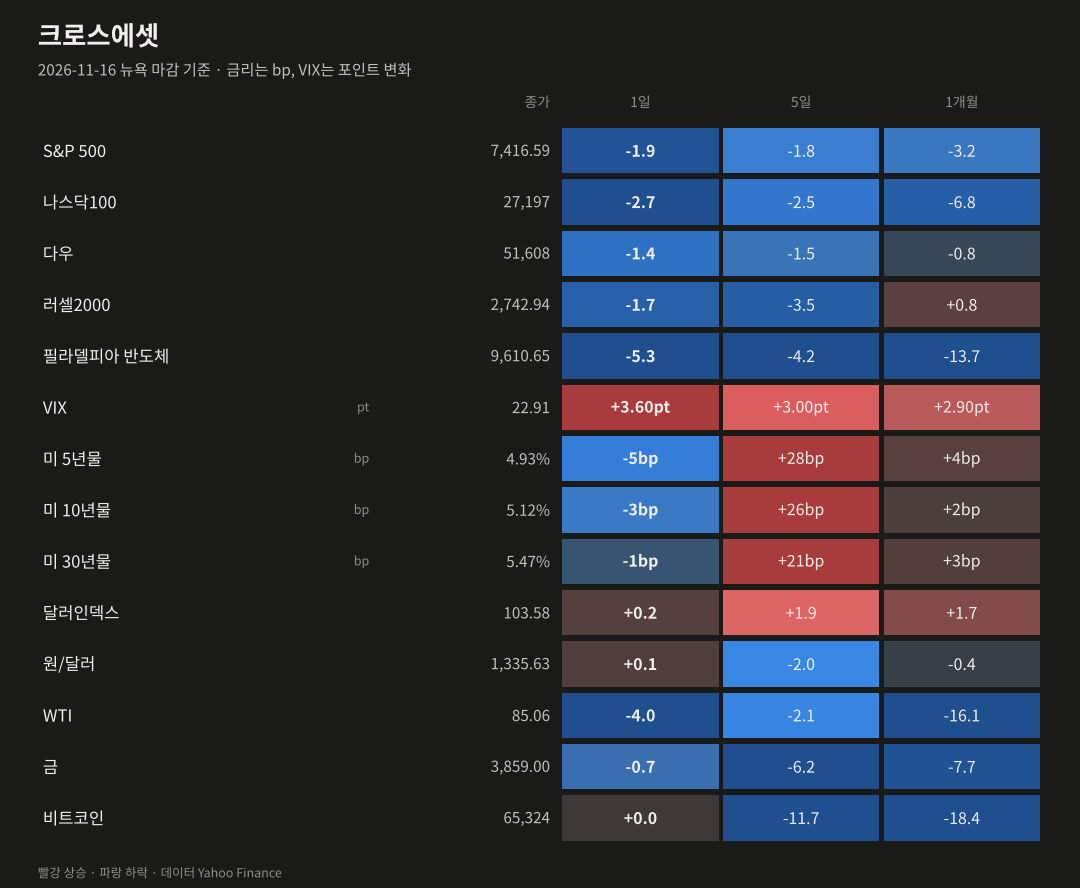 크로스에셋
2026-11-16 뉴욕 마감 기준 · 금리는 bp, VIX는 포인트 변화
종가 1일 5일 1개월
S&P 500 7,416.59 -1.9 -1.8 -3.2
나스닥100 27,197 -2.7 -2.5 -6.8
다우 51,608 -1.4 -1.5 -0.8
러셀2000 2,742.94 -1.7 -3.5 +0.8
필라델피아 반도체 9,610.65 -5.3 -4.2 -13.7
VIX pt 22.91 +3.60pt +3.00pt +2.90pt
미 5년물 bp 4.93% -5bp +28bp +4bp
미 10년물 bp 5.12% -3bp +26bp +2bp
미 30년물 bp 5.47% -1bp +21bp +3bp
달러인덱스 103.58 +0.2 +1.9 +1.7
원/달러 1,335.63 +0.1 -2.0 -0.4
WTI 85.06 -4.0 -2.1 -16.1
금 3,859.00 -0.7 -6.2 -7.7
비트코인 65,324 +0.0 -11.7 -18.4
빨강 상승 · 파랑 하락 · 데이터 Yahoo Finance